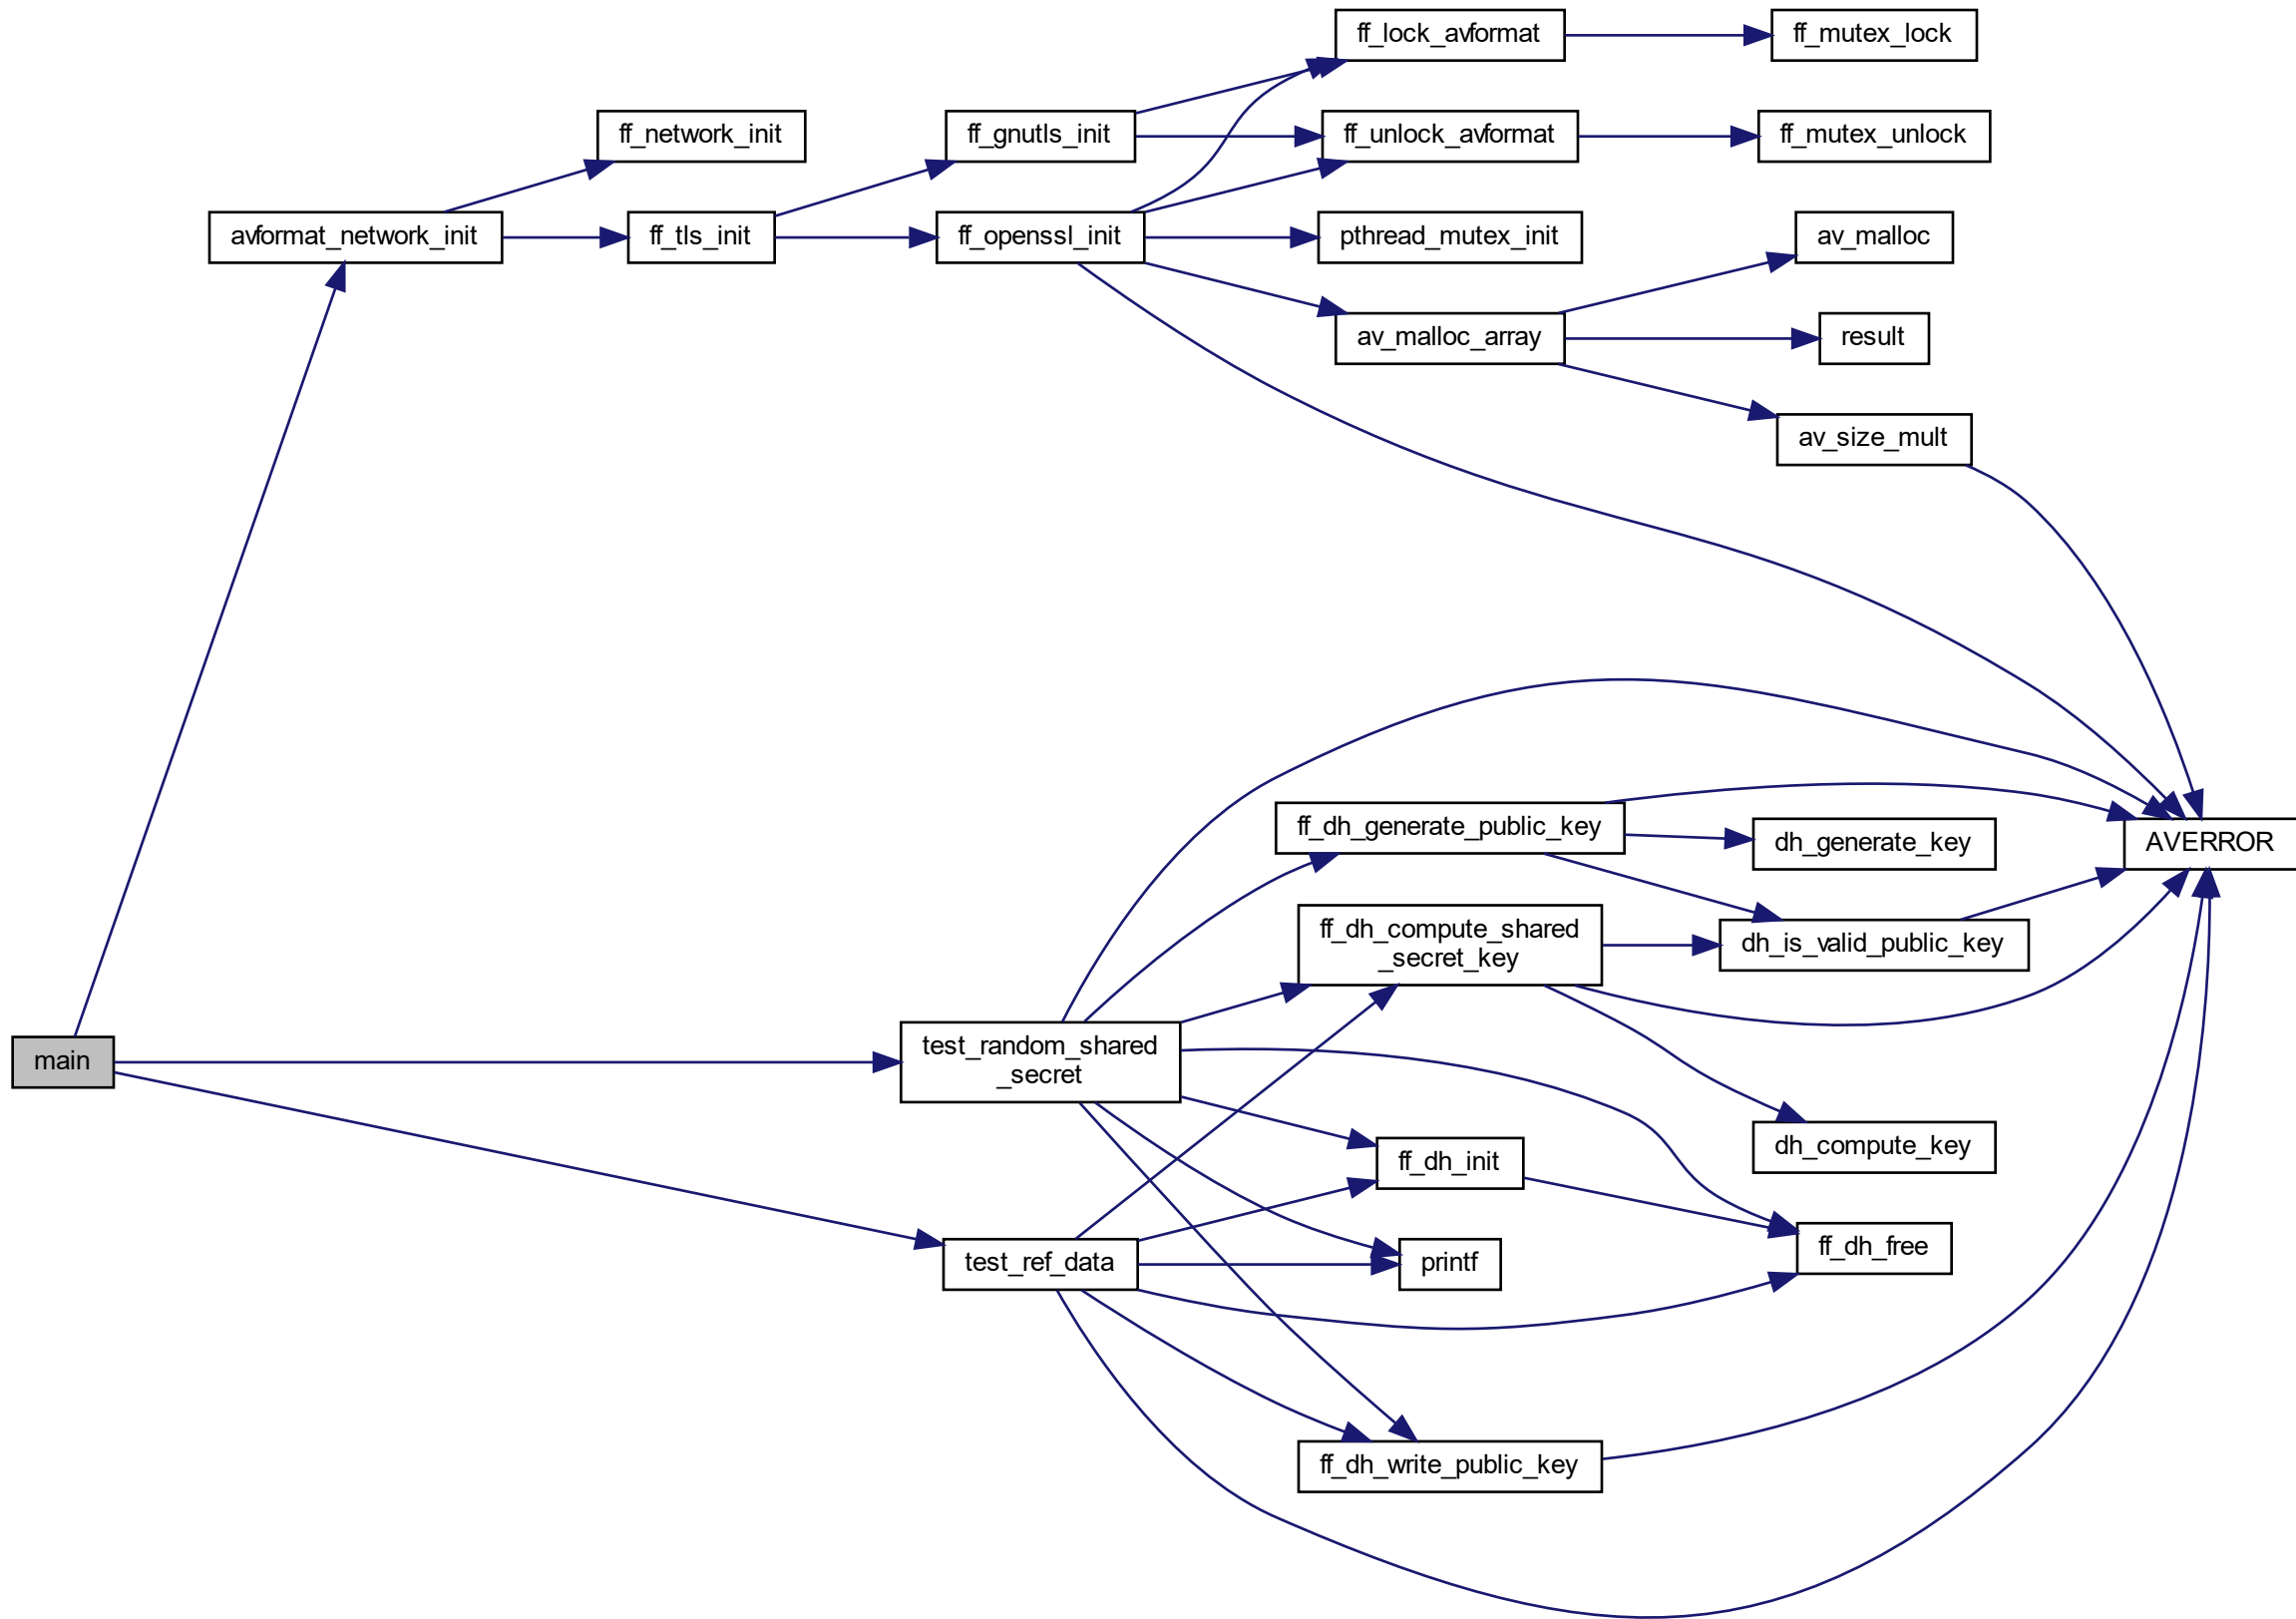 main
avformat_network_init
ff_network_init
ff_tls_init
ff_gnutls_init
ff_openssl_init
ff_lock_avformat
ff_mutex_lock
ff_unlock_avformat
ff_mutex_unlock
pthread_mutex_init
av_malloc_array
av_malloc
result
av_size_mult
AVERROR
test_random_shared
_secret
ff_dh_generate_public_key
dh_generate_key
ff_dh_compute_shared
_secret_key
dh_is_valid_public_key
dh_compute_key
ff_dh_init
ff_dh_free
test_ref_data
printf
ff_dh_write_public_key